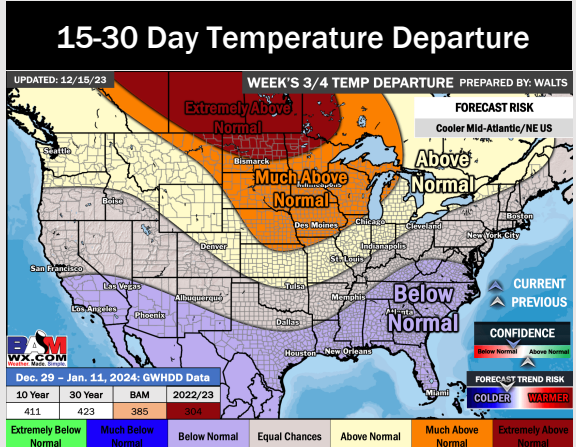 15-30 Day Temperature Departure
UPDATED: 12/15/23
WEEK'S 3/4 TEMP DEPARTURE PREPARED BY: WALTS
FORECAST RISK
Cooler Mid-Atlantic/NE US
Extremely Above
Normal
Seattle
Bismarck
Above
Normal
Much Above
Normal
Minneapolis
Boise
Des Moines
Chicago
Cleveland
Boston
New York City
Denver
Indianapolis
St. Louis
San Francisco
Las Vegas
Tulsa
Albuquerque
Memphis
Los Angeles
Phoenix
Dallas
Atlanta
Below
Normal
CURRENT
PREVIOUS
Houston
New Orleans
Miami
CONFIDENCE
Below Normal
Above Normal
FORECAST TREND RISK
COLDER
WARMER
BAM
WX.COM
Weather. Made. Simple.
Dec. 29 – Jan. 11, 2024: GWHDD Data
10 Year 30 Year BAM 2022/23
411 423 385 304
Extremely Below
Normal
Much Below
Normal
Below Normal
Equal Chances
Above Normal
Much Above
Normal
Extremely Above
Normal